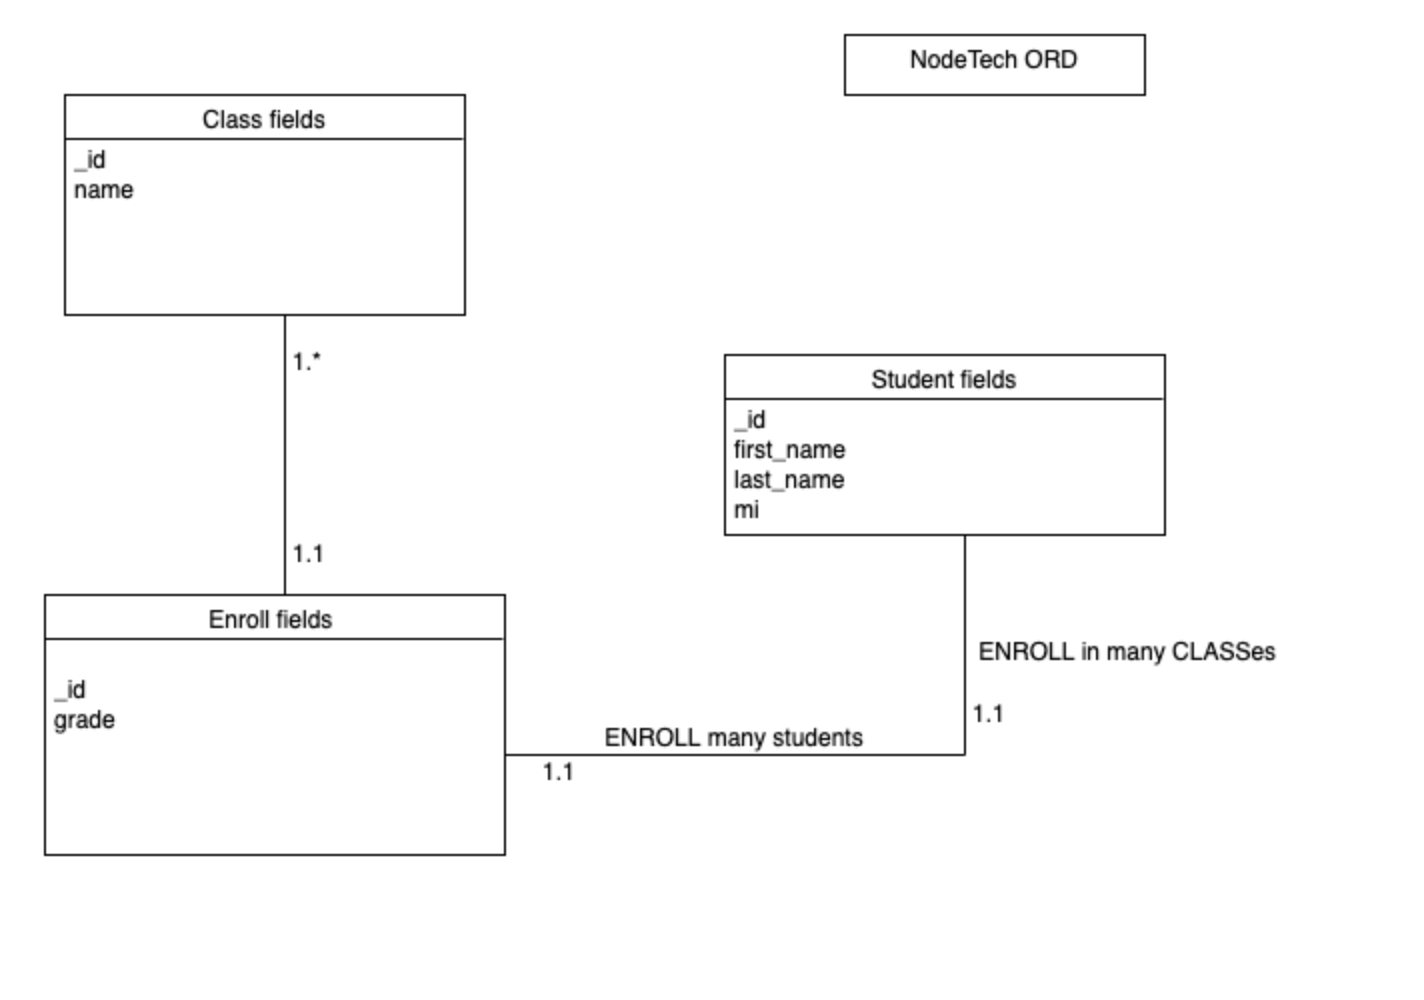 NodeTech ORD
Class fields
_id
name
1.*
1.1
Student fields
_id
first_name
last_name
mi
Enroll fields
_id
grade
ENROLL in many CLASSes
1.1
ENROLL many students
1.1